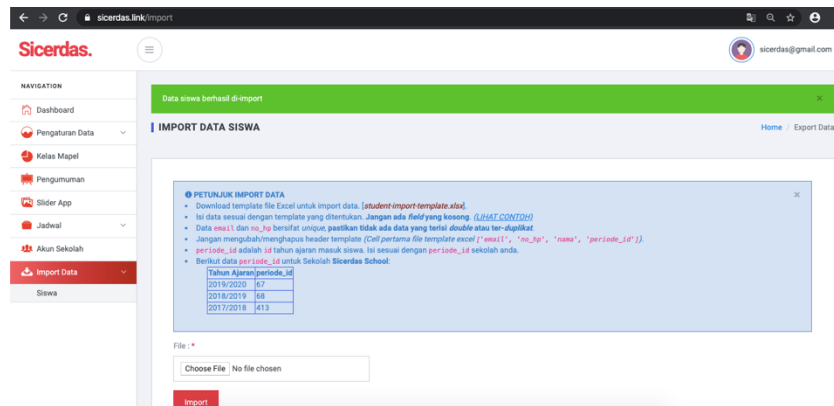 sicerdas.link/import
Sicerdas.
sicerdas@gmail.com
NAVIGATION
Dashboard
Pengaturan Data
Kelas Mapel
Pengumuman
Slider App
Jadwal
Akun Sekolah
Import Data
Siswa
Data siswa berhasil di-import ×
IMPORT DATA SISWA
Home / Export Data
PETUNJUK IMPORT DATA ×
Download template file Excel untuk import data. [student-import-template.xlsx].
Isi data sesuai dengan template yang ditentukan. Jangan ada field yang kosong. (LIHAT CONTOH)
Data email dan no_hp bersifat unique, pastikan tidak ada data yang terisi double atau ter-duplikat.
Jangan mengubah/menghapus header template (Cell pertama file template excel ['email', 'no_hp', 'nama', 'periode_id']).
periode_id adalah id tahun ajaran masuk siswa. Isi sesuai dengan periode_id sekolah anda.
Berikut data periode_id untuk Sekolah Sicerdas School:
Tahun Ajaran periode_id
2019/2020 67
2018/2019 68
2017/2018 413
File : *
Choose File No file chosen
Import